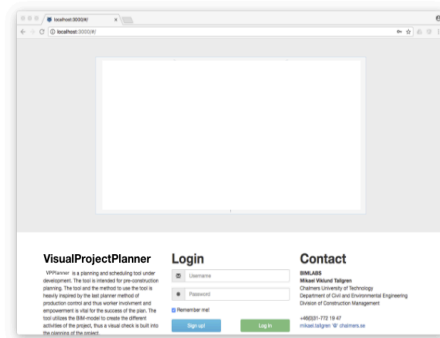 localhost:3000/#/
localhost:3000/#/
VisualProjectPlanner
VPPlanner is a planning and scheduling tool under
development. The tool is intended for pre-construction
planning. The tool and the method to use the tool is
heavily inspired by the last planner method of
production control and thus worker involvment and
empowerment is vital for the success of the plan. The
tool utilizes the BIM-model to create the different
activities of the project, thus a visual check is built into
the planning of the project.
Login
Username
Password
Remember me!
Sign up!
Log in
Contact
BIMLABS
Mikael Viklund Tallgren
Chalmers University of Technology
Department of Civil and Environmental Engineering
Division of Construction Management
+46(0)31-772 19 47
mikael.tallgren @ chalmers.se